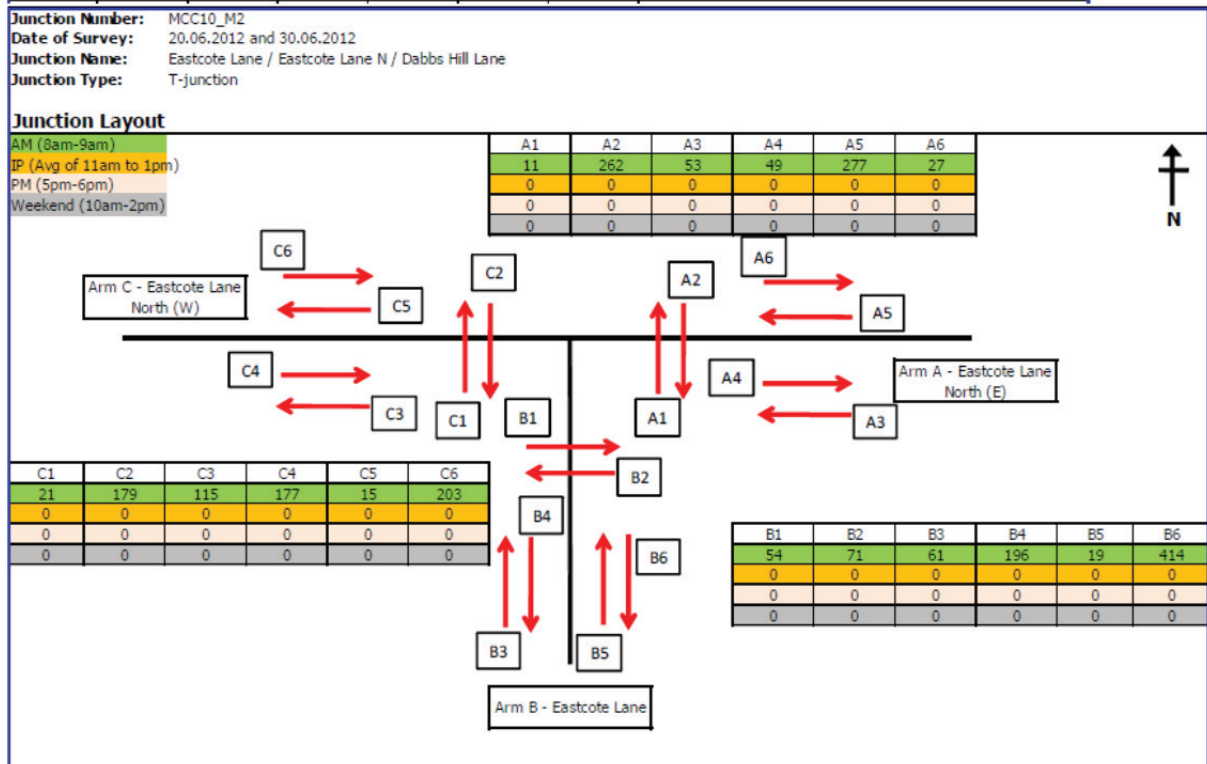 Junction Number: MCC10_M2
Date of Survey: 20.06.2012 and 30.06.2012
Junction Name: Eastcote Lane / Eastcote Lane N / Dabbs Hill Lane
Junction Type: T-junction
Junction Layout
AM (8am-9am)
IP (Avg of 11am to 1pm)
PM (5pm-6pm)
Weekend (10am-2pm)
A1 A2 A3 A4 A5 A6
11 262 53 49 277 27
0 0 0 0 0 0
0 0 0 0 0 0
0 0 0 0 0 0
N
C6
C2
A2
A6
Arm C - Eastcote Lane
North (W)
C5
A5
C4
A4
Arm A - Eastcote Lane
North (E)
C3
C1
B1
A1
A3
B2
C1 C2 C3 C4 C5 C6
21 179 115 177 15 203
0 0 0 0 0 0
0 0 0 0 0 0
0 0 0 0 0 0
B4
B6
B1 B2 B3 B4 B5 B6
54 71 61 196 19 414
0 0 0 0 0 0
0 0 0 0 0 0
0 0 0 0 0 0
B3
B5
Arm B - Eastcote Lane